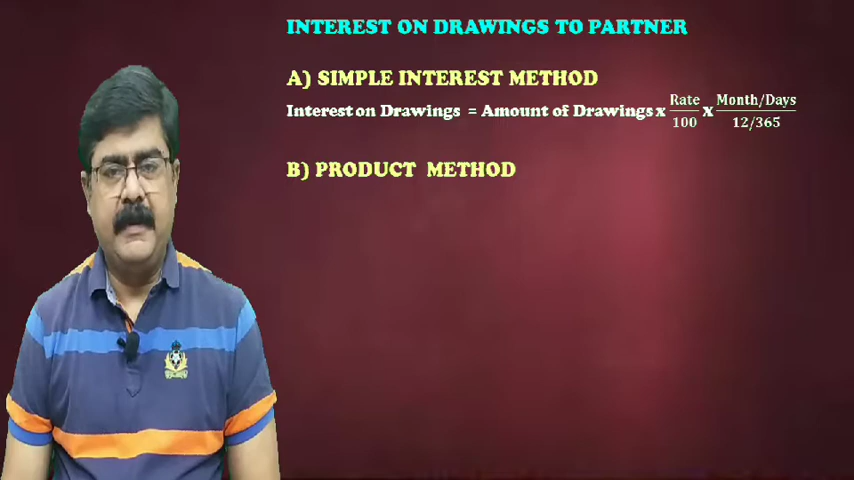 INTEREST ON DRAWINGS TO PARTNER
A) SIMPLE INTEREST METHOD
Interest on Drawings = Amount of Drawings x Rate/100 x Month/Days / 12/365
B) PRODUCT METHOD